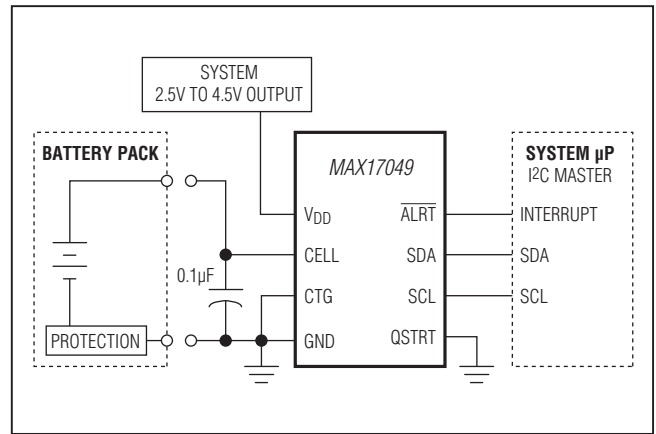 SYSTEM
2.5V TO 4.5V OUTPUT
BATTERY PACK
PROTECTION
0.1µF
MAX17049
VDD
CELL
CTG
GND
A̅L̅R̅T̅
SDA
SCL
QSTRT
SYSTEM µP
I²C MASTER
INTERRUPT
SDA
SCL